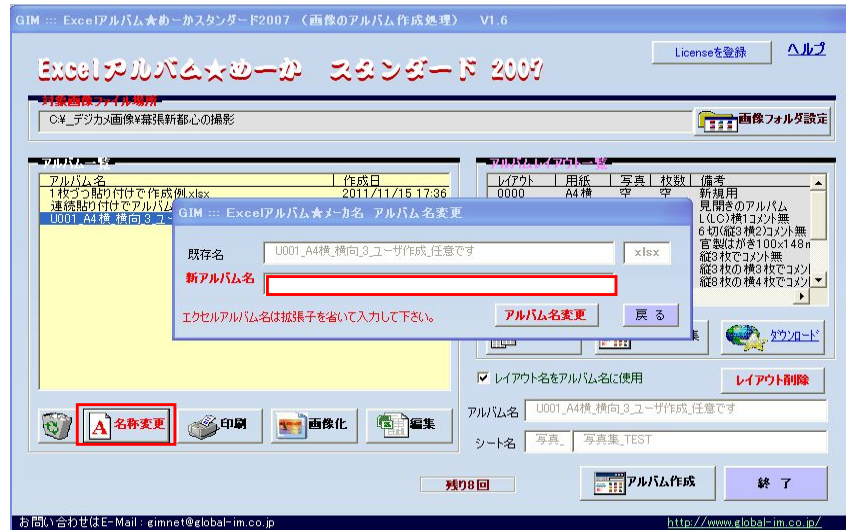 GIM ::: Excelアルバム★めーかスタンダード2007 （画像のアルバム作成処理） V1.6
Excelアルバム★めーか スタンダード 2007
Licenseを登録
ヘルプ
対象画像ファイル場所
C:¥_デジカメ画像¥幕張新都心の撮影
画像フォルダ設定
アルバム一覧
アルバム名 作成日
1枚づつ貼り付けで作成例.xlsx 2011/11/15 17:36
連続貼り付けでアルバム
U001_A4横_横向_3_ユー
アルバムレイアウト一覧
レイアウト 用紙 写真 枚数 備考
0000 A4横 空 空 新規用
見開きのアルバム
L(LC)横1コメント無
6切(縦3横2)コメント無
官製はがき100x148m
縦3枚でコメント無
縦3枚の横3枚でコメン
縦8枚の横4枚でコメン
GIM ::: Excelアルバム★メーカ名 アルバム名変更
既存名 U001_A4横_横向_3_ユーザ作成_任意です xlsx
新アルバム名
エクセルアルバム名は拡張子を省いて入力して下さい。
アルバム名変更
戻 る
集
ダウンロード
レイアウト名をアルバム名に使用
レイアウト削除
アルバム名 U001_A4横_横向_3_ユーザ作成_任意です
シート名 写真_ 写真集_TEST
名称変更
印刷
画像化
編集
残り8回
アルバム作成
終 了
お問い合わせはE-Mail : gimnet@global-im.co.jp
http://www.global-im.co.jp/